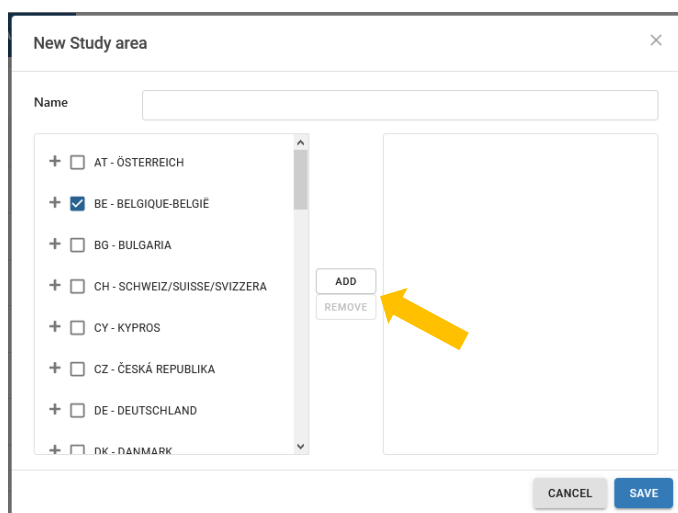 New Study area
Name
AT - ÖSTERREICH
BE - BELGIQUE-BELGIË
BG - BULGARIA
CH - SCHWEIZ/SUISSE/SVIZZERA
CY - KYPROS
CZ - ČESKÁ REPUBLIKA
DE - DEUTSCHLAND
DK - DANMARK
ADD
REMOVE
CANCEL
SAVE